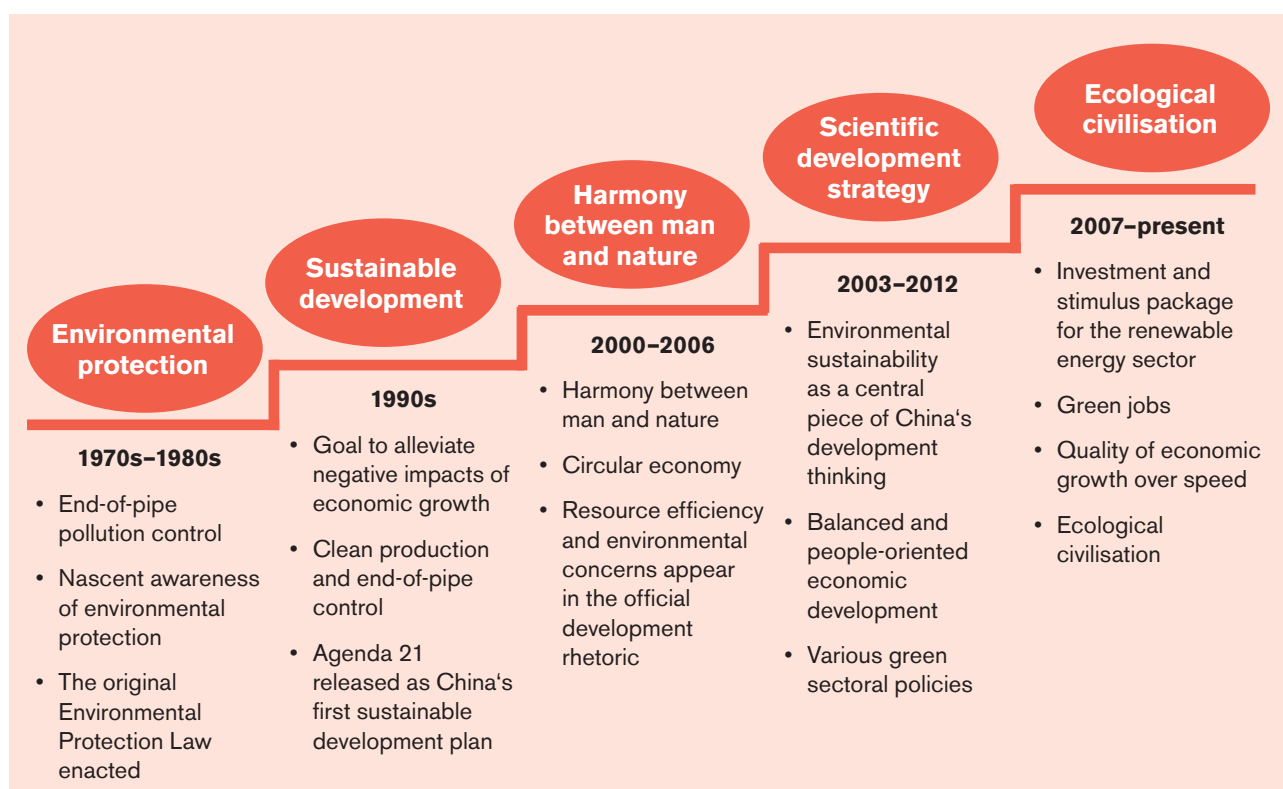 Environmental
protection
1970s–1980s
• End-of-pipe
pollution control
• Nascent awareness
of environmental
protection
• The original
Environmental
Protection Law
enacted
Sustainable
development
1990s
• Goal to alleviate
negative impacts of
economic growth
• Clean production
and end-of-pipe
control
• Agenda 21
released as China‘s
first sustainable
development plan
Harmony
between man
and nature
2000–2006
• Harmony between
man and nature
• Circular economy
• Resource efficiency
and environmental
concerns appear
in the official
development
rhetoric
Scientific
development
strategy
2003–2012
• Environmental
sustainability
as a central
piece of China‘s
development
thinking
• Balanced and
people-oriented
economic
development
• Various green
sectoral policies
Ecological
civilisation
2007–present
• Investment and
stimulus package
for the renewable
energy sector
• Green jobs
• Quality of economic
growth over speed
• Ecological
civilisation